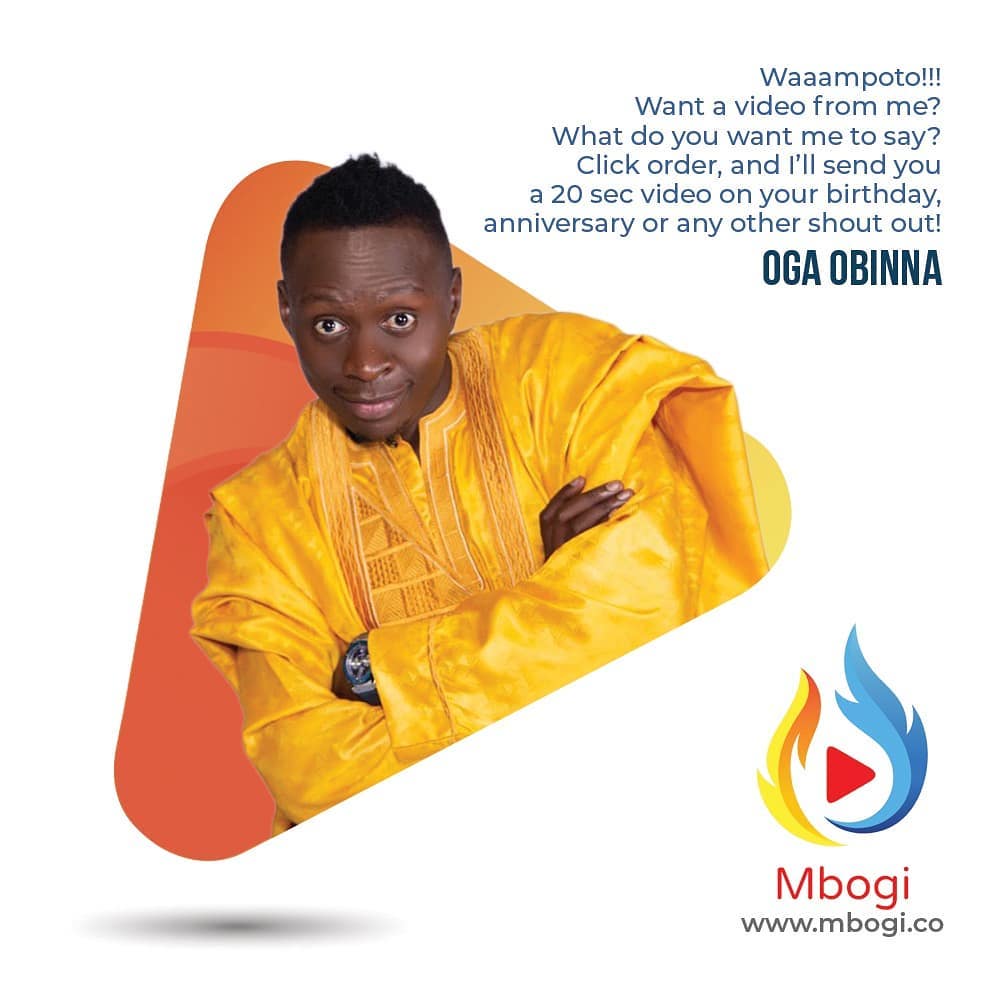 Waaampoto!!!
Want a video from me?
What do you want me to say?
Click order, and I’ll send you
a 20 sec video on your birthday,
anniversary or any other shout out!
OGA OBINNA
Mbogi
www.mbogi.co